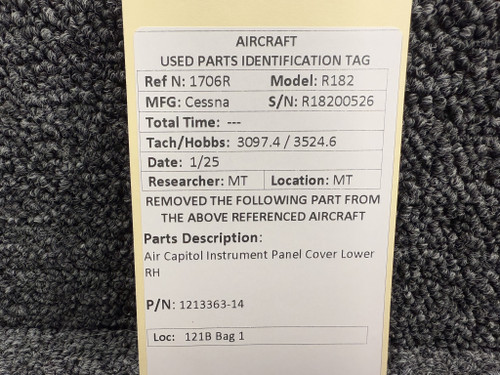 AIRCRAFT
USED PARTS IDENTIFICATION TAG
Ref N: 1706R Model: R182
MFG: Cessna S/N: R18200526
Total Time: ---
Tach/Hobbs: 3097.4 / 3524.6
Date: 1/25
Researcher: MT Location: MT
REMOVED THE FOLLOWING PART FROM
THE ABOVE REFERENCED AIRCRAFT
Parts Description:
Air Capitol Instrument Panel Cover Lower
RH
P/N: 1213363-14
Loc: 121B Bag 1